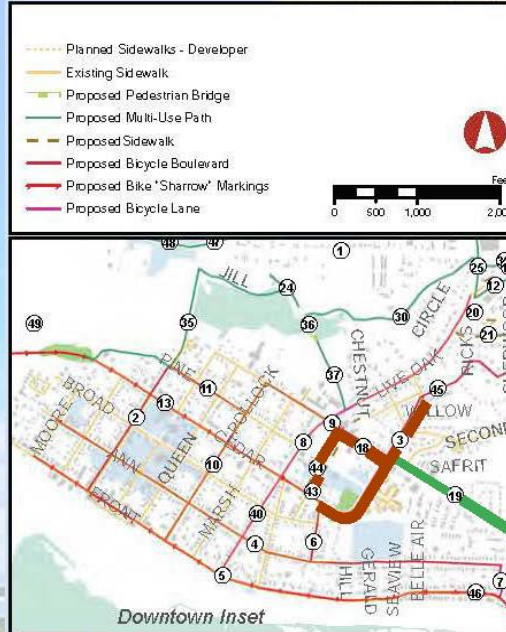 Planned Sidewalks - Developer
Existing Sidewalk
Proposed Pedestrian Bridge
Proposed Multi-Use Path
Proposed Sidewalk
Proposed Bicycle Boulevard
Proposed Bike "Sharrow" Markings
Proposed Bicycle Lane
0 500 1,000
48
47
1
JILL
24
25
12
20
21
CIRCLE
RICKS
49
35
36
30
CHESTNUT
LIVE OAK
37
45
PINE
11
POLLOCK
BROAD
MOORE
2
13
9
8
18
3
WILLOW
SECOND
SAFRIT
QUEEN
CEDAR
ANN
10
44
43
19
FRONT
MARSH
40
4
6
5
HILL
GERALD
SEAVIEW
BELLE AIR
7
46
Downtown Inset